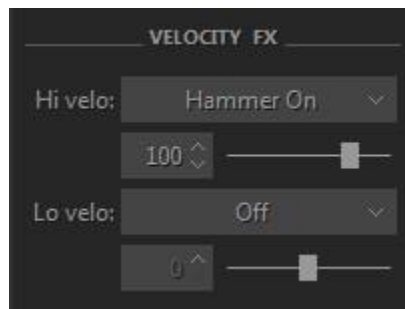 VELOCITY FX
Hi velo: Hammer On
100
Lo velo: Off
0